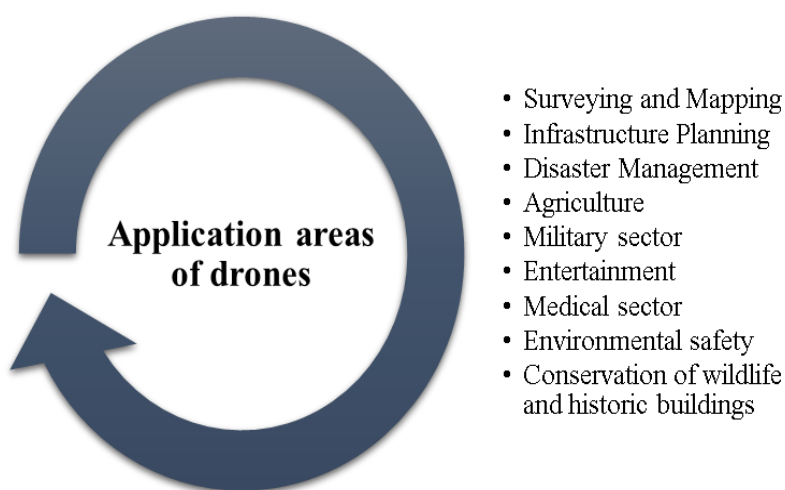 Application areas
of drones
• Surveying and Mapping
• Infrastructure Planning
• Disaster Management
• Agriculture
• Military sector
• Entertainment
• Medical sector
• Environmental safety
• Conservation of wildlife
and historic buildings